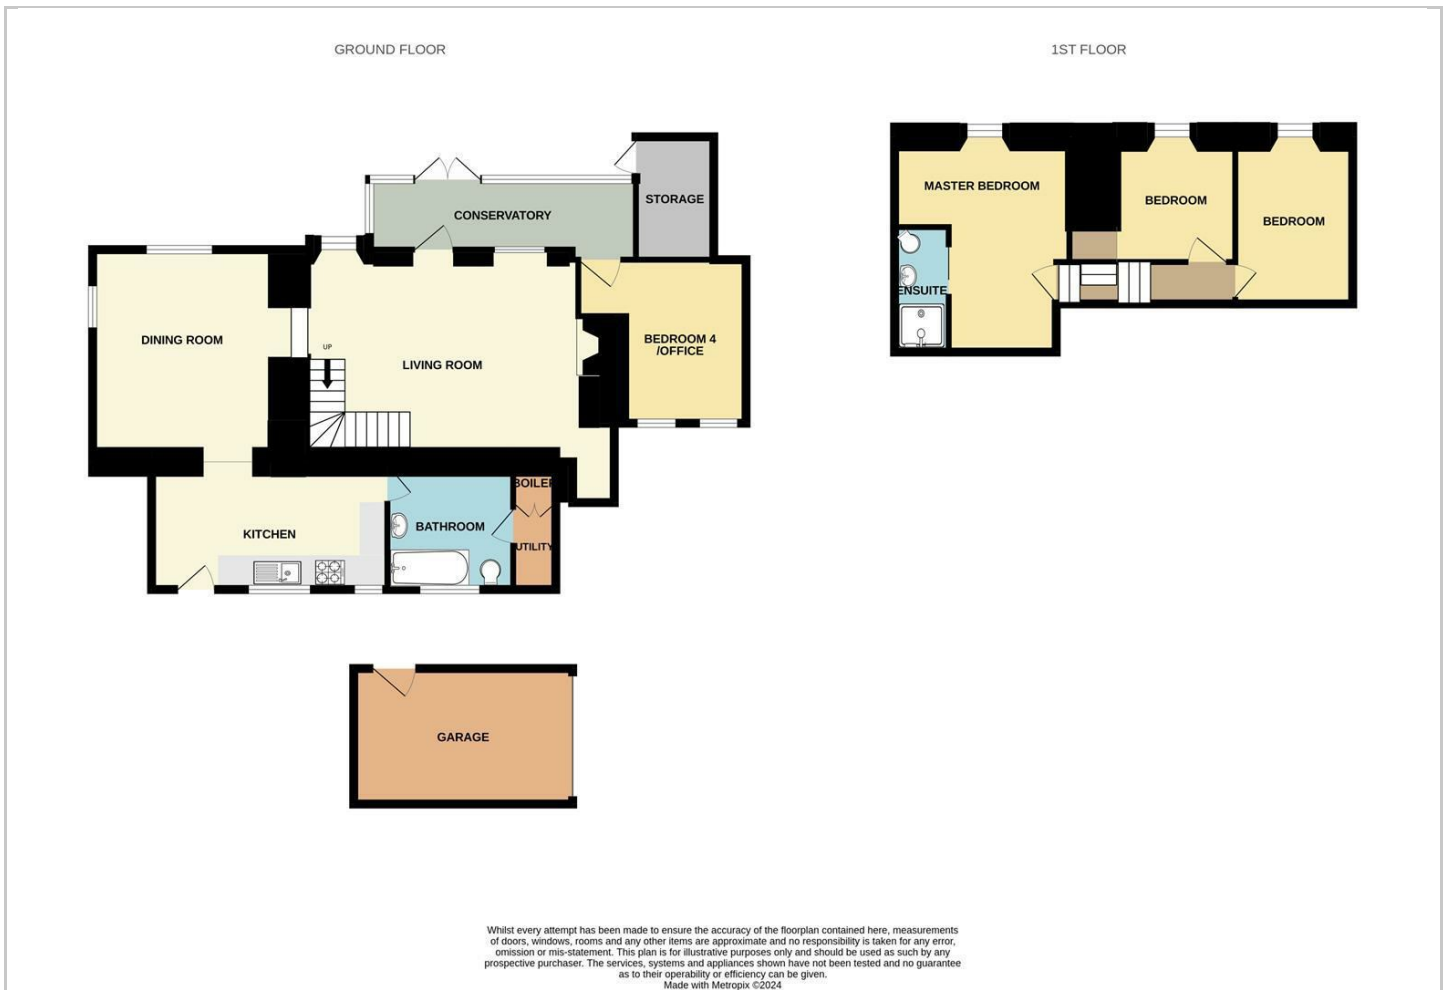 GROUND FLOOR
1ST FLOOR
STORAGE
CONSERVATORY
DINING ROOM
UP
LIVING ROOM
BEDROOM 4
/OFFICE
BOILER
KITCHEN
BATHROOM
UTILITY
GARAGE
MASTER BEDROOM
BEDROOM
BEDROOM
ENSUITE
Whilst every attempt has been made to ensure the accuracy of the floorplan contained here, measurements
of doors, windows, rooms and any other items are approximate and no responsibility is taken for any error,
omission or mis-statement. This plan is for illustrative purposes only and should be used as such by any
prospective purchaser. The services, systems and appliances shown have not been tested and no guarantee
as to their operability or efficiency can be given.
Made with Metropix ©2024